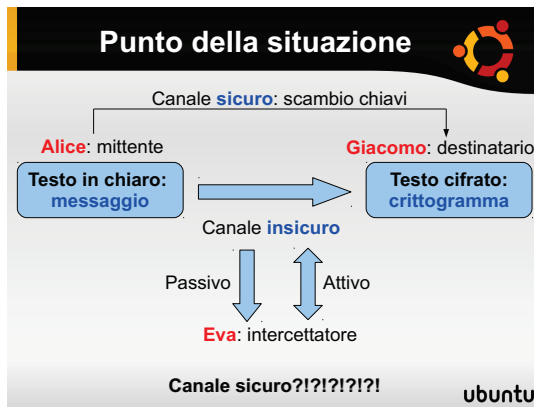 Punto della situazione
Canale sicuro: scambio chiavi
Alice: mittente
Giacomo: destinatario
Testo in chiaro:
messaggio
Testo cifrato:
crittogramma
Canale insicuro
Passivo
Attivo
Eva: intercettatore
Canale sicuro?!?!?!?!?!
ubuntu